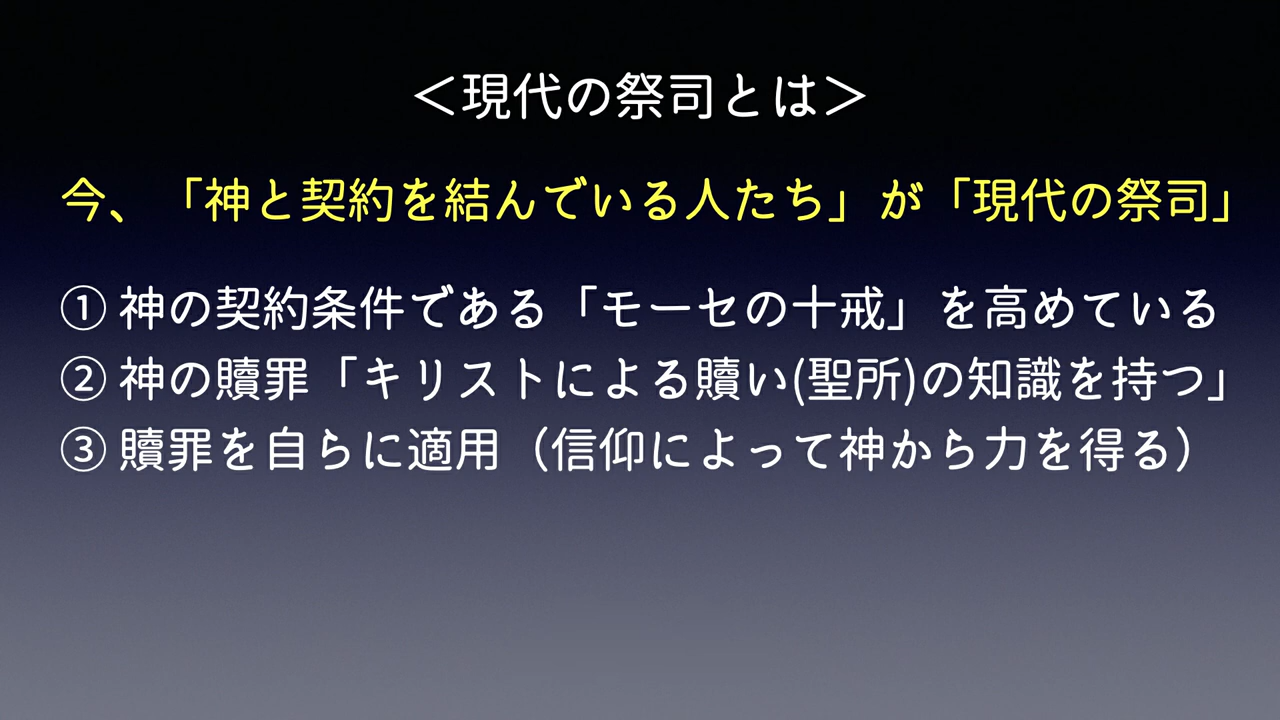 ＜現代の祭司とは＞
今、「神と契約を結んでいる人たち」が「現代の祭司」
① 神の契約条件である「モーセの十戒」を高めている
② 神の贖罪「キリストによる贖い(聖所)の知識を持つ」
③ 贖罪を自らに適用（信仰によって神から力を得る）